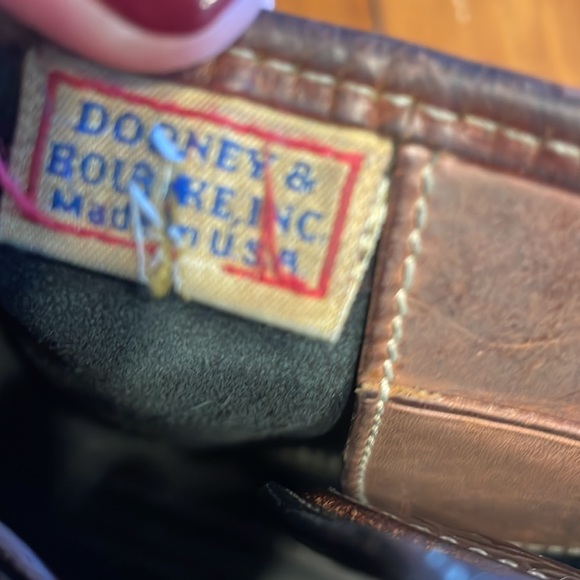 DOONEY &
BOURKE, INC.
Made in U S A